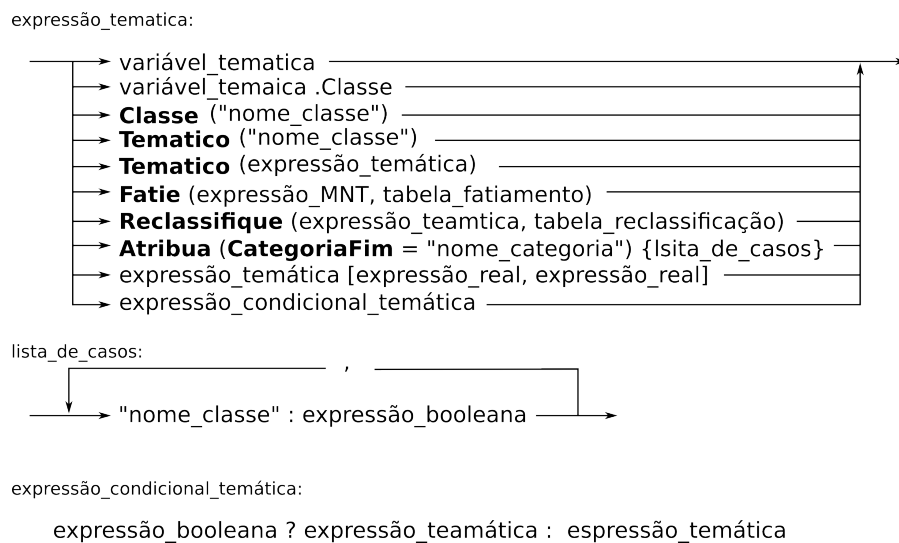 expressão_tematica:
variável_tematica
variável_temaica .Classe
Classe ("nome_classe")
Tematico ("nome_classe")
Tematico (expressão_temática)
Fatie (expressão_MNT, tabela_fatiamento)
Reclassifique (expressão_teamtica, tabela_reclassificação)
Atribua (CategoriaFim = "nome_categoria") {lsita_de_casos}
expressão_temática [expressão_real, expressão_real]
expressão_condicional_temática
lista_de_casos:
,
"nome_classe" : expressão_booleana
expressão_condicional_temática:
expressão_booleana ? expressão_teamática : espressão_temática